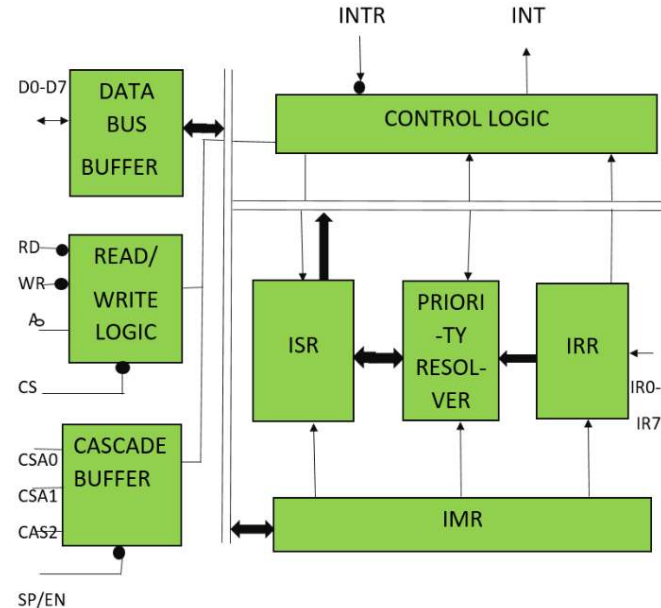 INTR
INT
D0-D7
DATA
BUS
BUFFER
CONTROL LOGIC
RD
WR
A0
READ/
WRITE
LOGIC
CS
ISR
PRIORI
-TY
RESOL-
VER
IRR
IR0-
IR7
CASCADE
BUFFER
CSA0
CSA1
CAS2
SP/EN
IMR